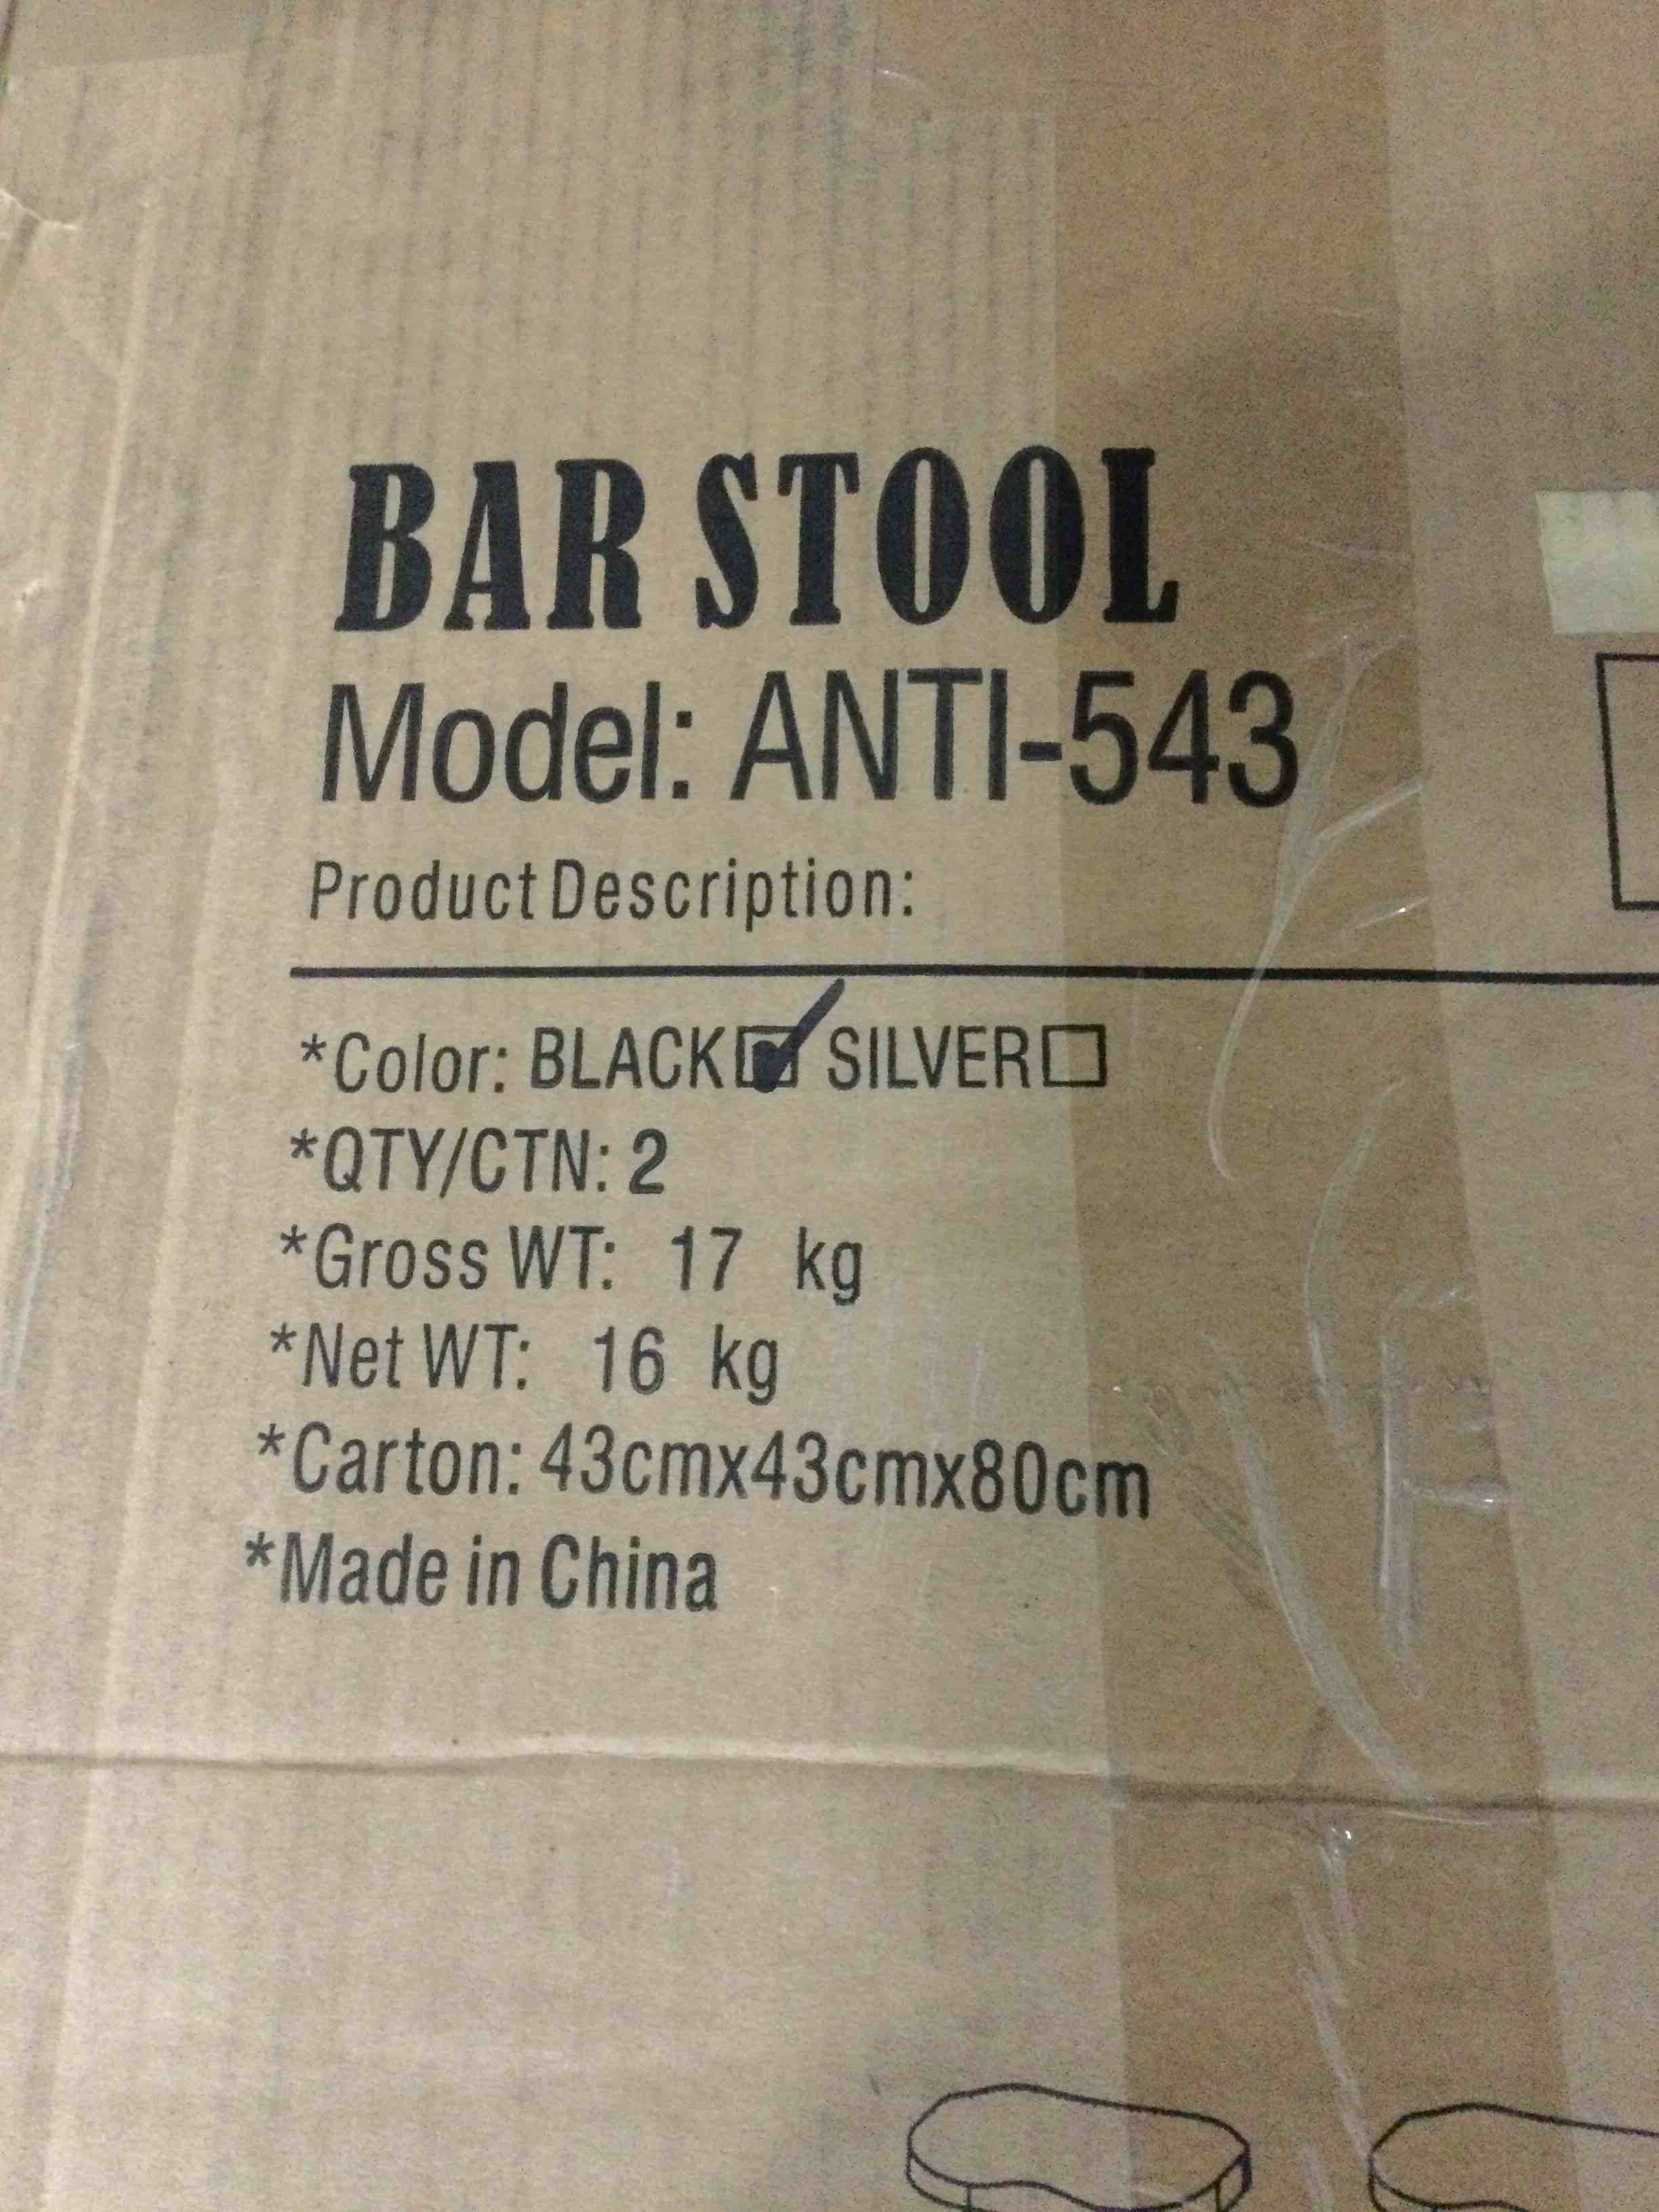 BAR STOOL
Model: ANTI-543
Product Description:
*Color: BLACK☑ SILVER☐
*QTY/CTN: 2
*Gross WT: 17 kg
*Net WT: 16 kg
*Carton: 43cmx43cmx80cm
*Made in China